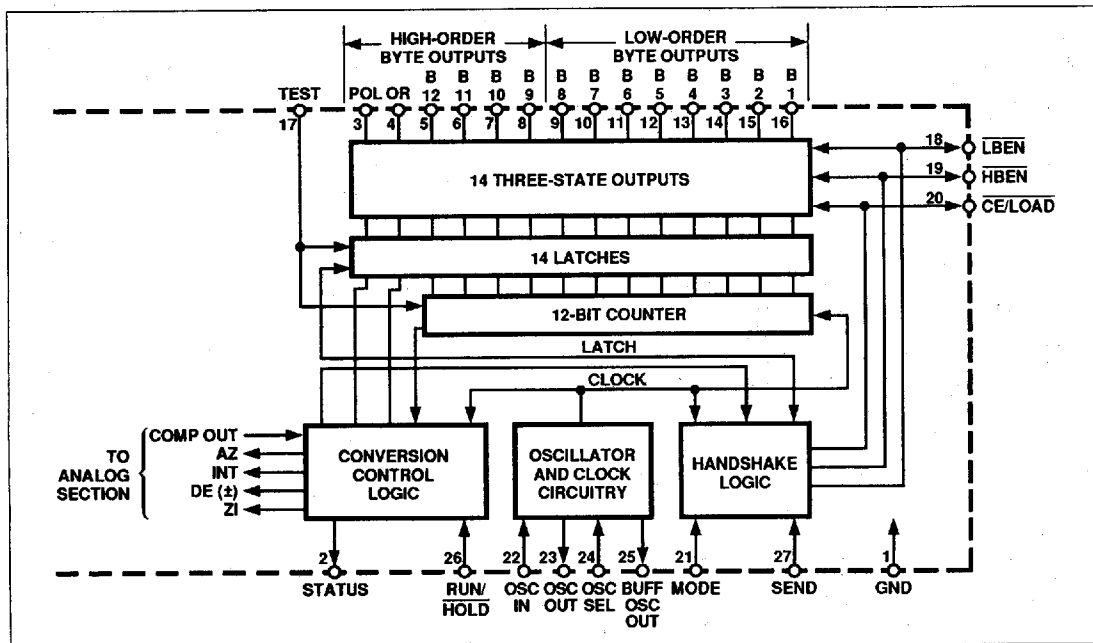 HIGH-ORDER BYTE OUTPUTS
LOW-ORDER BYTE OUTPUTS
B B B B B B B B B B B B
TEST POL OR 12 11 10 9 8 7 6 5 4 3 2 1
17 3 4 5 6 7 8 9 10 11 12 13 14 15 16
18 LBEN
14 THREE-STATE OUTPUTS
19 HBEN
20 CE/LOAD
14 LATCHES
12-BIT COUNTER
LATCH
CLOCK
TO ANALOG SECTION
COMP OUT
AZ
INT
DE (±)
ZI
CONVERSION CONTROL LOGIC
OSCILLATOR AND CLOCK CIRCUITRY
HANDSHAKE LOGIC
2 26 22 23 24 25 21 27 1
STATUS
RUN/HOLD
OSC IN
OSC OUT
OSC SEL
BUFF OSC OUT
MODE
SEND
GND